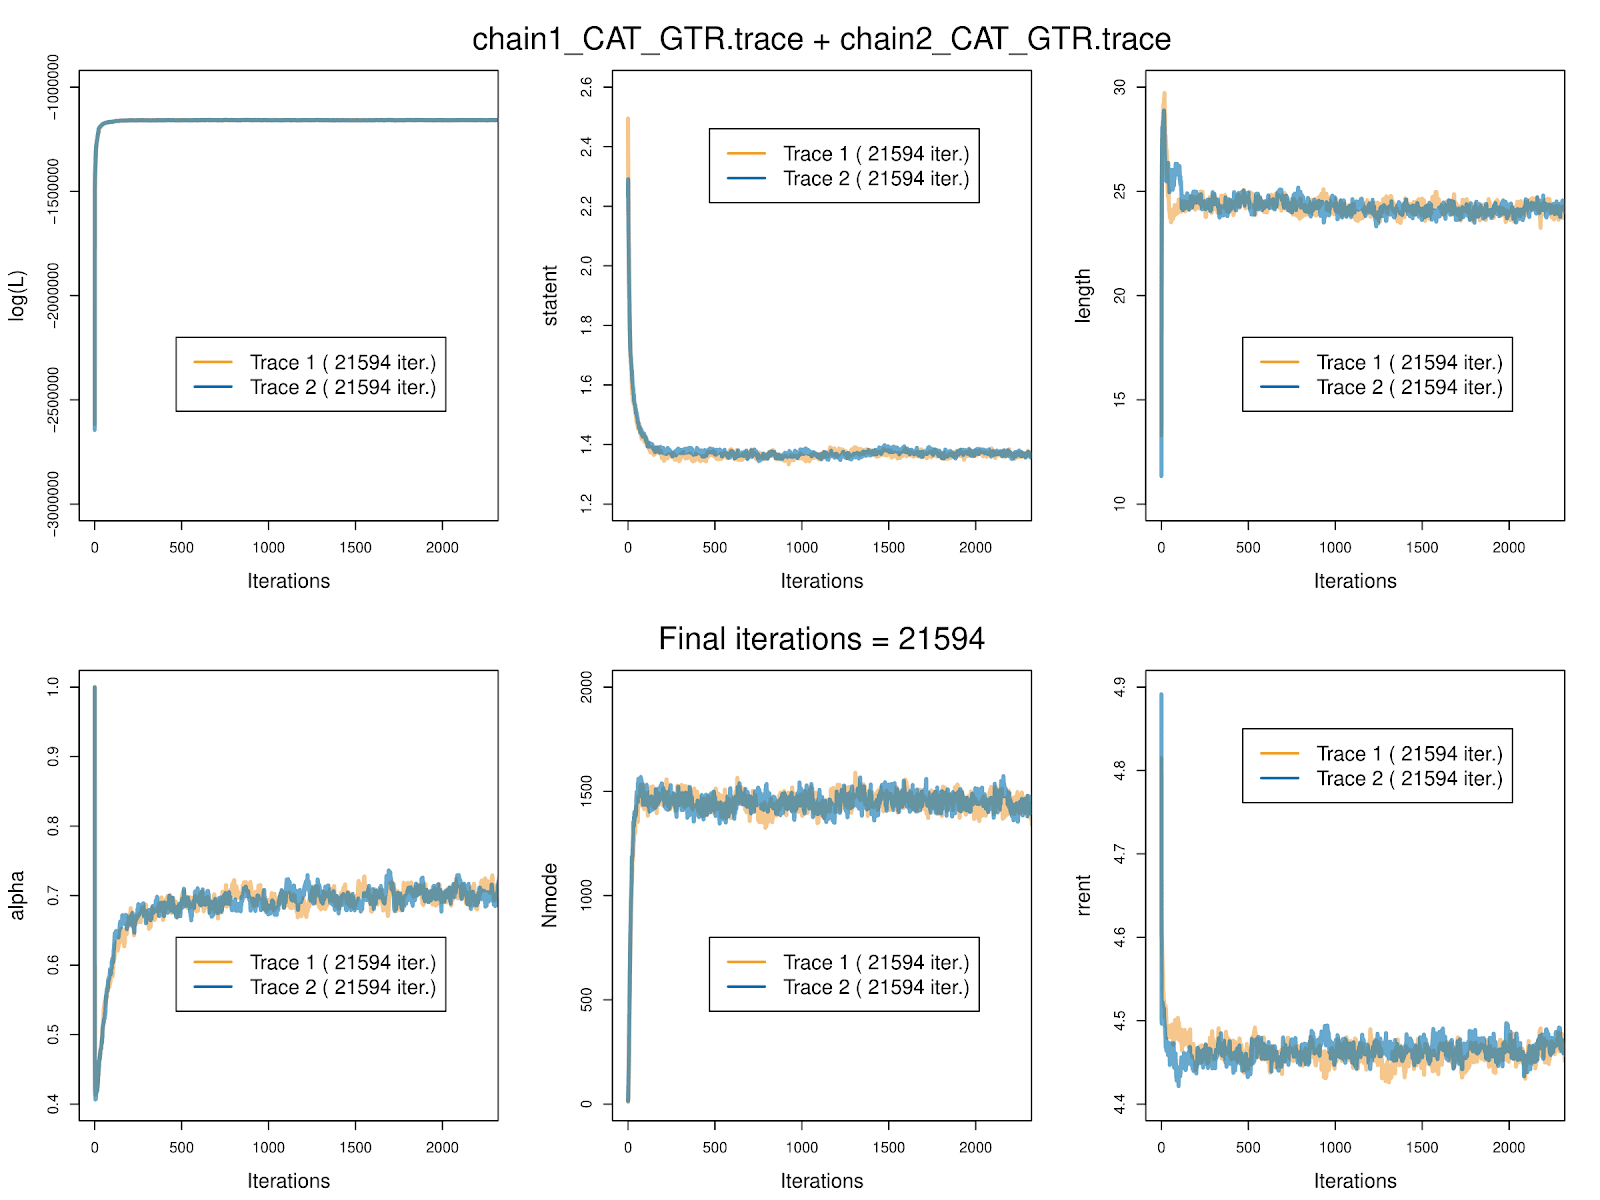 chain1_CAT_GTR.trace + chain2_CAT_GTR.trace
log(L)
−1000000
−1500000
−2000000
−2500000
−3000000
Trace 1 ( 21594 iter.)
Trace 2 ( 21594 iter.)
0 500 1000 1500 2000
Iterations
statent
2.6
2.4
2.2
2.0
1.8
1.6
1.4
1.2
Trace 1 ( 21594 iter.)
Trace 2 ( 21594 iter.)
0 500 1000 1500 2000
Iterations
length
30
25
20
15
10
Trace 1 ( 21594 iter.)
Trace 2 ( 21594 iter.)
0 500 1000 1500 2000
Iterations
Final iterations = 21594
alpha
1.0
0.9
0.8
0.7
0.6
0.5
0.4
Trace 1 ( 21594 iter.)
Trace 2 ( 21594 iter.)
0 500 1000 1500 2000
Iterations
Nmode
2000
1500
1000
500
0
Trace 1 ( 21594 iter.)
Trace 2 ( 21594 iter.)
0 500 1000 1500 2000
Iterations
rrent
4.9
4.8
4.7
4.6
4.5
4.4
Trace 1 ( 21594 iter.)
Trace 2 ( 21594 iter.)
0 500 1000 1500 2000
Iterations